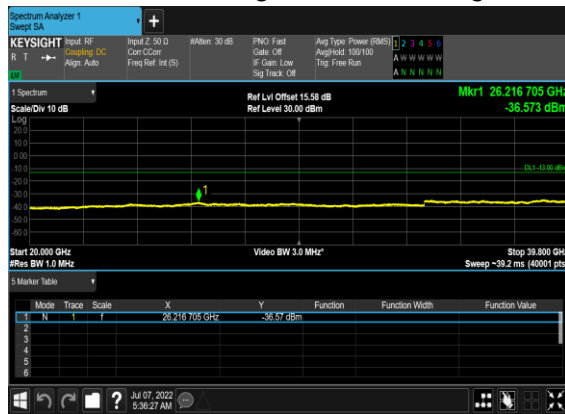 Spectrum Analyzer 1
Swept SA
KEYSIGHT Input: RF Input Z: 50 Ω #Atten: 30 dB PNO: Fast Avg Type: Power (RMS) 1 2 3 4 5 6
R T Coupling: DC Corr CCorr Gate: Off Avg|Hold: 100/100 A W W W W W
Align: Auto Freq Ref: Int (S) IF Gain: Low Trig: Free Run
Sig Track: Off A N N N N N
1 Spectrum Ref Lvl Offset 15.58 dB Mkr1 26.216 705 GHz
Scale/Div 10 dB Ref Level 30.00 dBm -36.573 dBm
Log
20.0
10.0
0.00
-10.0 DL1 -13.00 dBm
-20.0
-30.0 1
-40.0
-50.0
-60.0
Start 20.000 GHz Video BW 3.0 MHz* Stop 39.800 GHz
#Res BW 1.0 MHz Sweep ~39.2 ms (40001 pts
5 Marker Table
Mode Trace Scale X Y Function Function Width Function Value
1 N 1 f 26.216 705 GHz -36.57 dBm
2
3
4
5
6
? Jul 07, 2022
5:36:27 AM